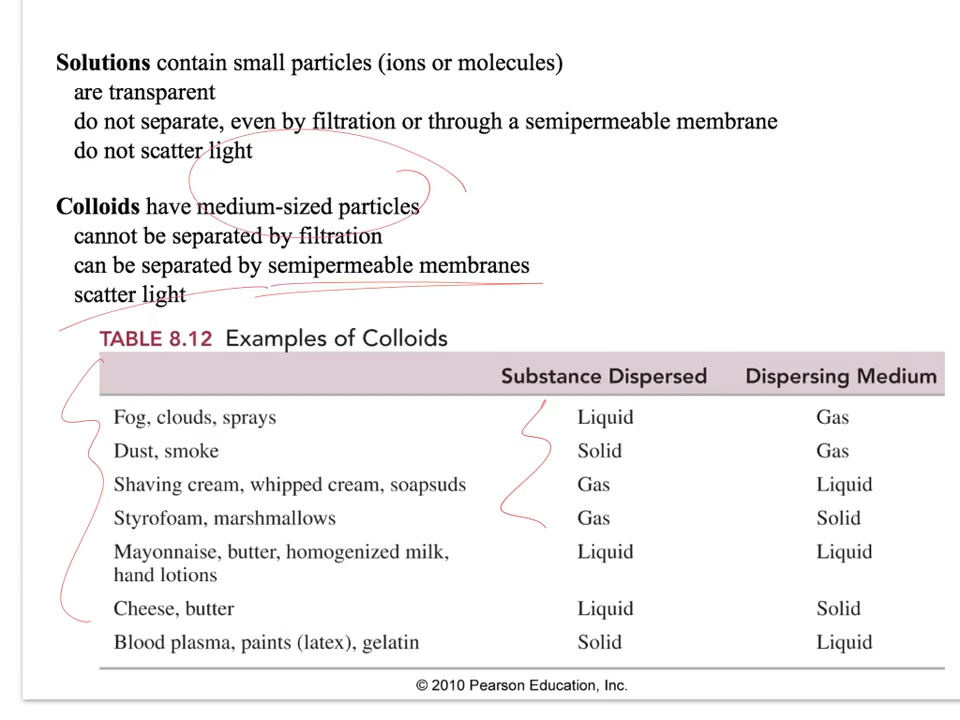 Solutions contain small particles (ions or molecules)
are transparent
do not separate, even by filtration or through a semipermeable membrane
do not scatter light
Colloids have medium-sized particles
cannot be separated by filtration
can be separated by semipermeable membranes
scatter light
TABLE 8.12 Examples of Colloids
Substance Dispersed Dispersing Medium
Fog, clouds, sprays Liquid Gas
Dust, smoke Solid Gas
Shaving cream, whipped cream, soapsuds Gas Liquid
Styrofoam, marshmallows Gas Solid
Mayonnaise, butter, homogenized milk, Liquid Liquid
hand lotions
Cheese, butter Liquid Solid
Blood plasma, paints (latex), gelatin Solid Liquid
© 2010 Pearson Education, Inc.